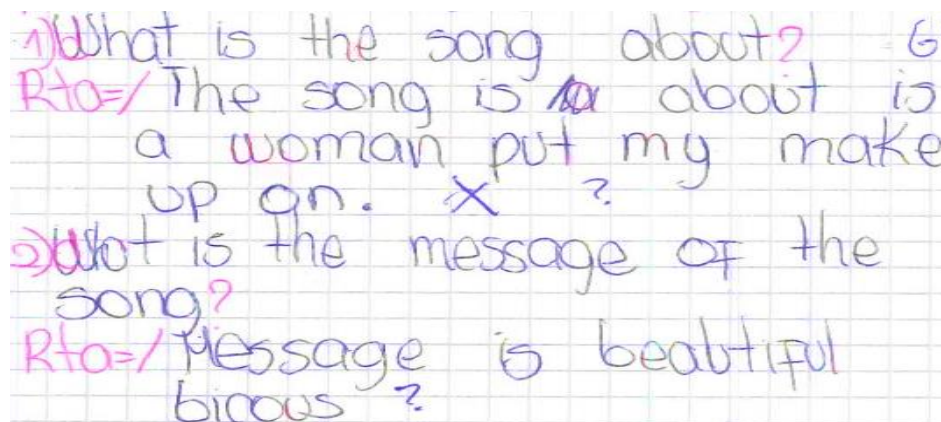 1) What is the song about? G
Rta=/ The song is about is
a woman put my make
up on. X ?
2) What is the message of the
song?
Rta=/ Message is beautiful
bicous ?